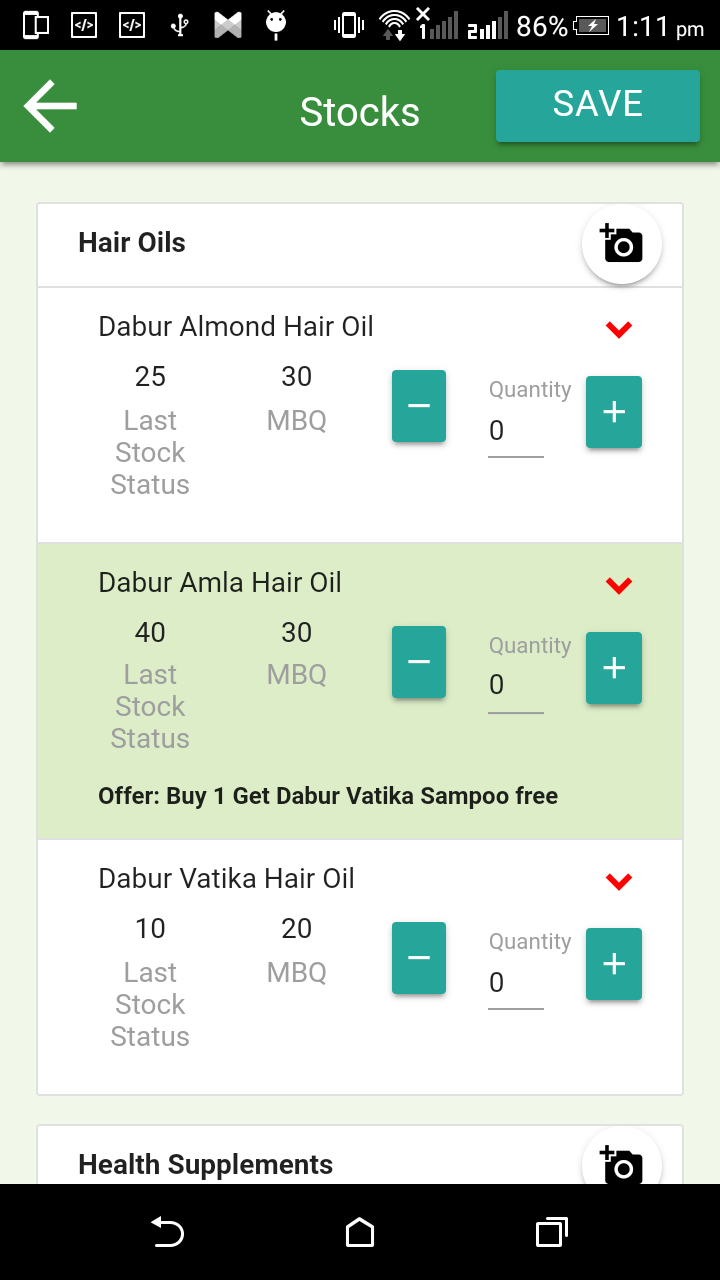 86% 1:11 pm
Stocks SAVE
Hair Oils
Dabur Almond Hair Oil
25 30
Quantity
Last Stock Status
MBQ
− 0 +
Dabur Amla Hair Oil
40 30
Quantity
Last Stock Status
MBQ
− 0 +
Offer: Buy 1 Get Dabur Vatika Sampoo free
Dabur Vatika Hair Oil
10 20
Quantity
Last Stock Status
MBQ
− 0 +
Health Supplements